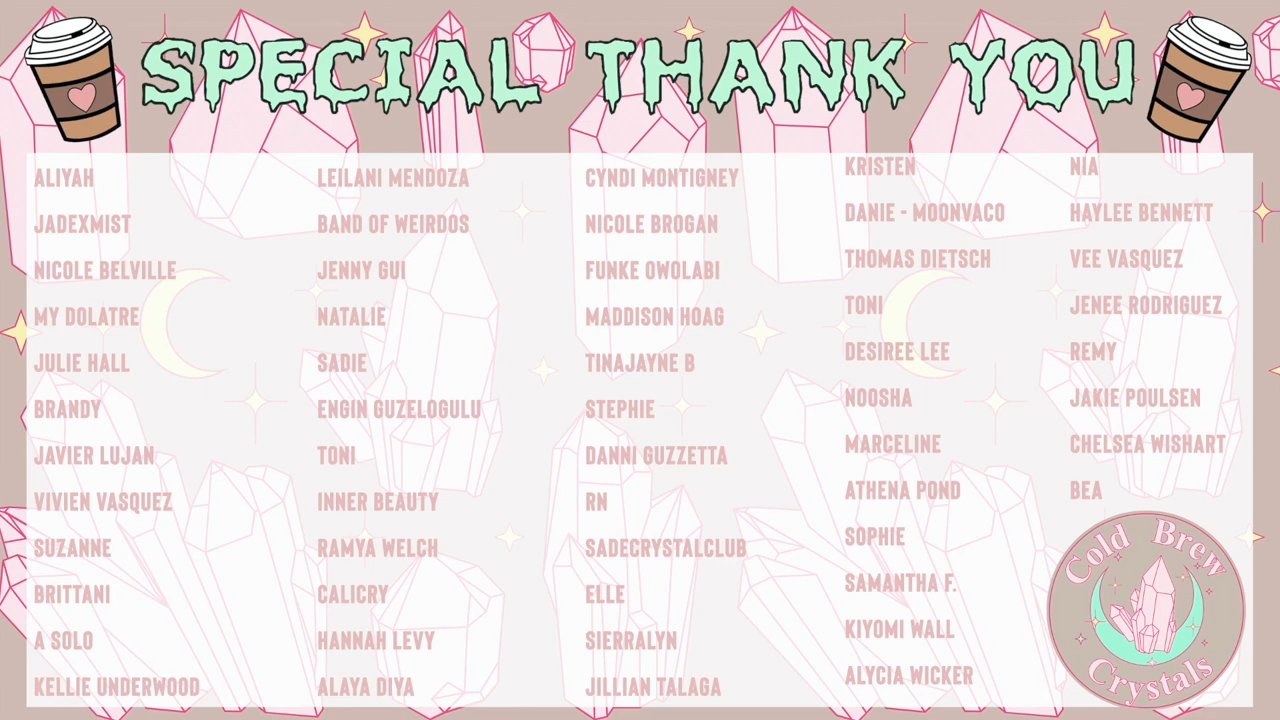 SPECIAL THANK YOU
ALIYAH
JADEXMIST
NICOLE BELVILLE
MY DOLATRE
JULIE HALL
BRANDY
JAVIER LUJAN
VIVIEN VASQUEZ
SUZANNE
BRITTANI
A SOLO
KELLIE UNDERWOOD
LEILANI MENDOZA
BAND OF WEIRDOS
JENNY GUI
NATALIE
SADIE
ENGIN GUZELOGULU
TONI
INNER BEAUTY
RAMYA WELCH
CALICRY
HANNAH LEVY
ALAYA DIYA
CYNDI MONTIGNEY
NICOLE BROGAN
FUNKE OWOLABI
MADDISON HOAG
TINAJAYNE B
STEPHIE
DANNI GUZZETTA
RN
SADECRYSTALCLUB
ELLE
SIERRALYN
JILLIAN TALAGA
KRISTEN
DANIE - MOONVACO
THOMAS DIETSCH
TONI
DESIREE LEE
NOOSHA
MARCELINE
ATHENA POND
SOPHIE
SAMANTHA F.
KIYOMI WALL
ALYCIA WICKER
NIA
HAYLEE BENNETT
VEE VASQUEZ
JENEE RODRIGUEZ
REMY
JAKIE POULSEN
CHELSEA WISHART
BEA
Cold Brew
Crystals